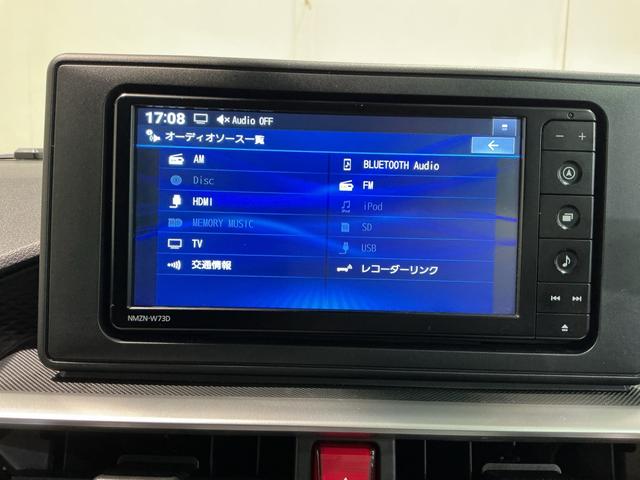 17:08 Audio OFF
オーディオソース一覧
AM
BLUETOOTH Audio
Disc
FM
HDMI
iPod
MEMORY MUSIC
SD
TV
USB
交通情報
レコーダーリンク
NMZN-W73D